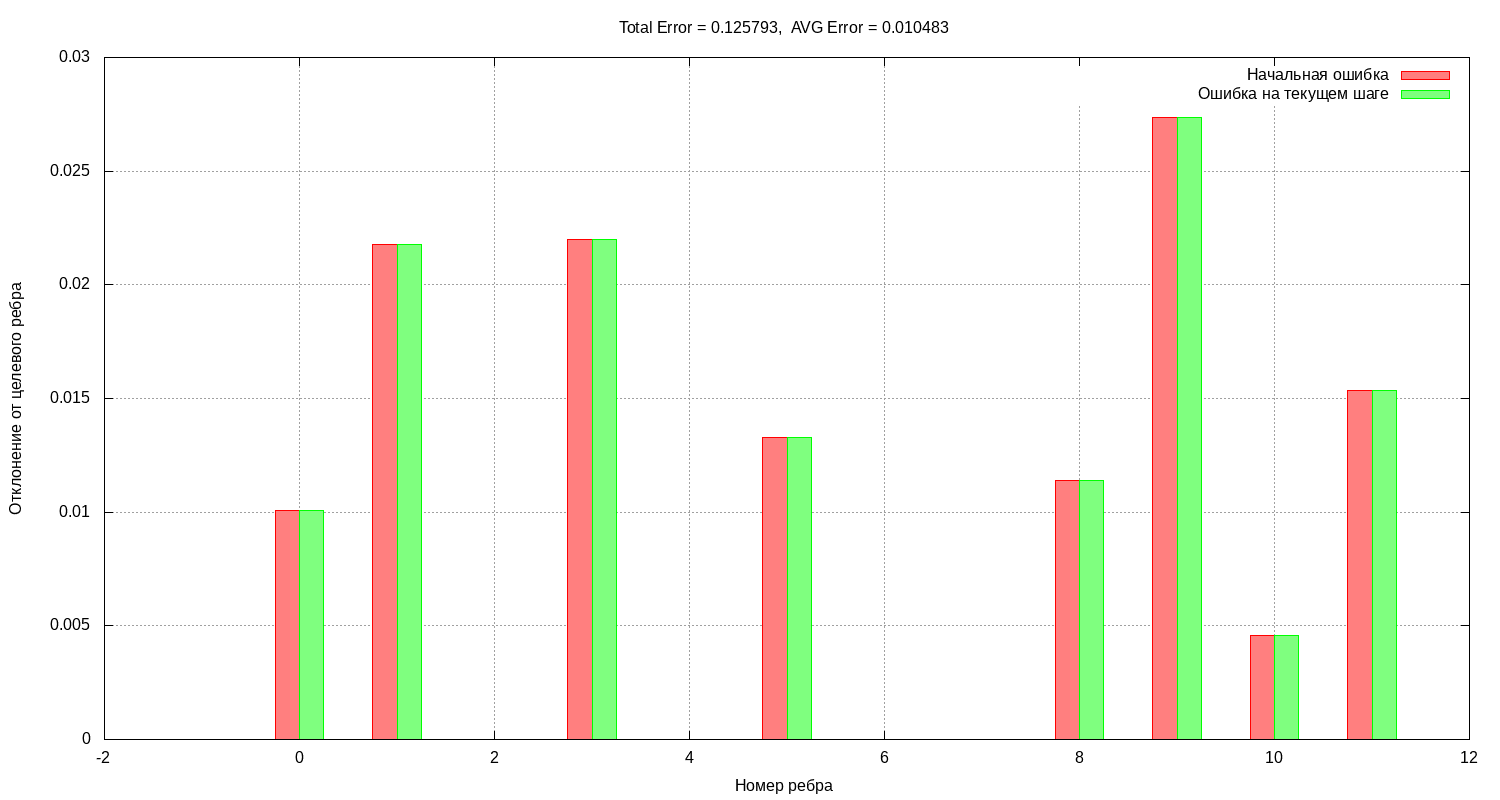 Total Error = 0.125793,  AVG Error = 0.010483
Начальная ошибка
Ошибка на текущем шаге
Отклонение от целевого ребра
0.03
0.025
0.02
0.015
0.01
0.005
0
-2 0 2 4 6 8 10 12
Номер ребра